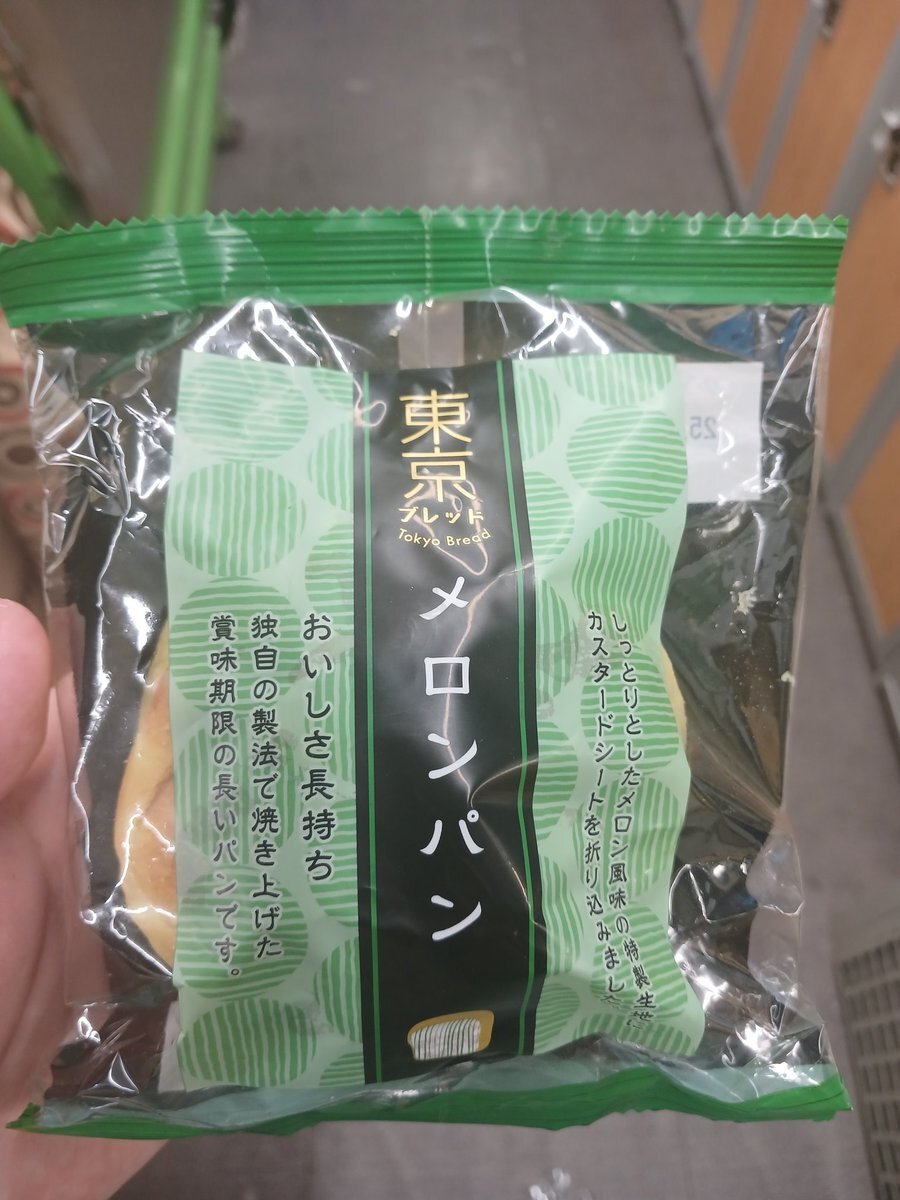 東京
ブレッド
Tokyo Bread
メロンパン
しっとりとしたメロン風味の特製生地に
カスタードシートを折り込みました
おいしさ長持ち
独自の製法で焼き上げた
賞味期限の長いパンです。
25.